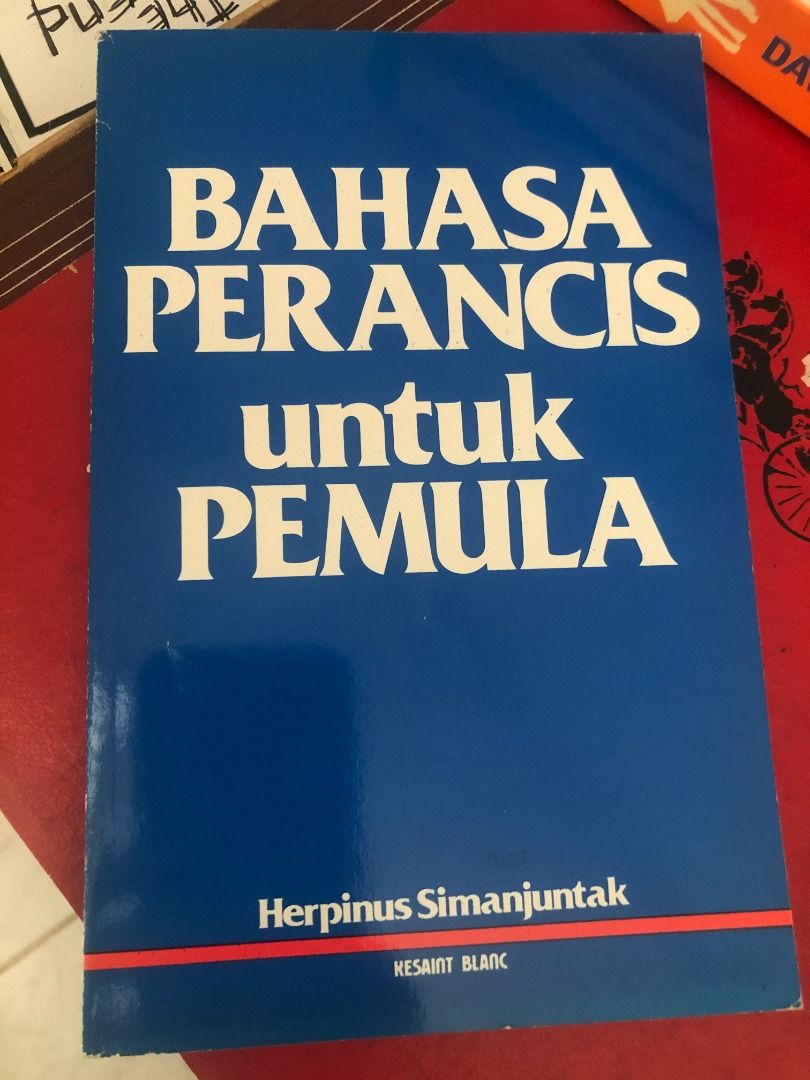 BAHASA
PERANCIS
untuk
PEMULA
Herpinus Simanjuntak
KESAINT BLANC